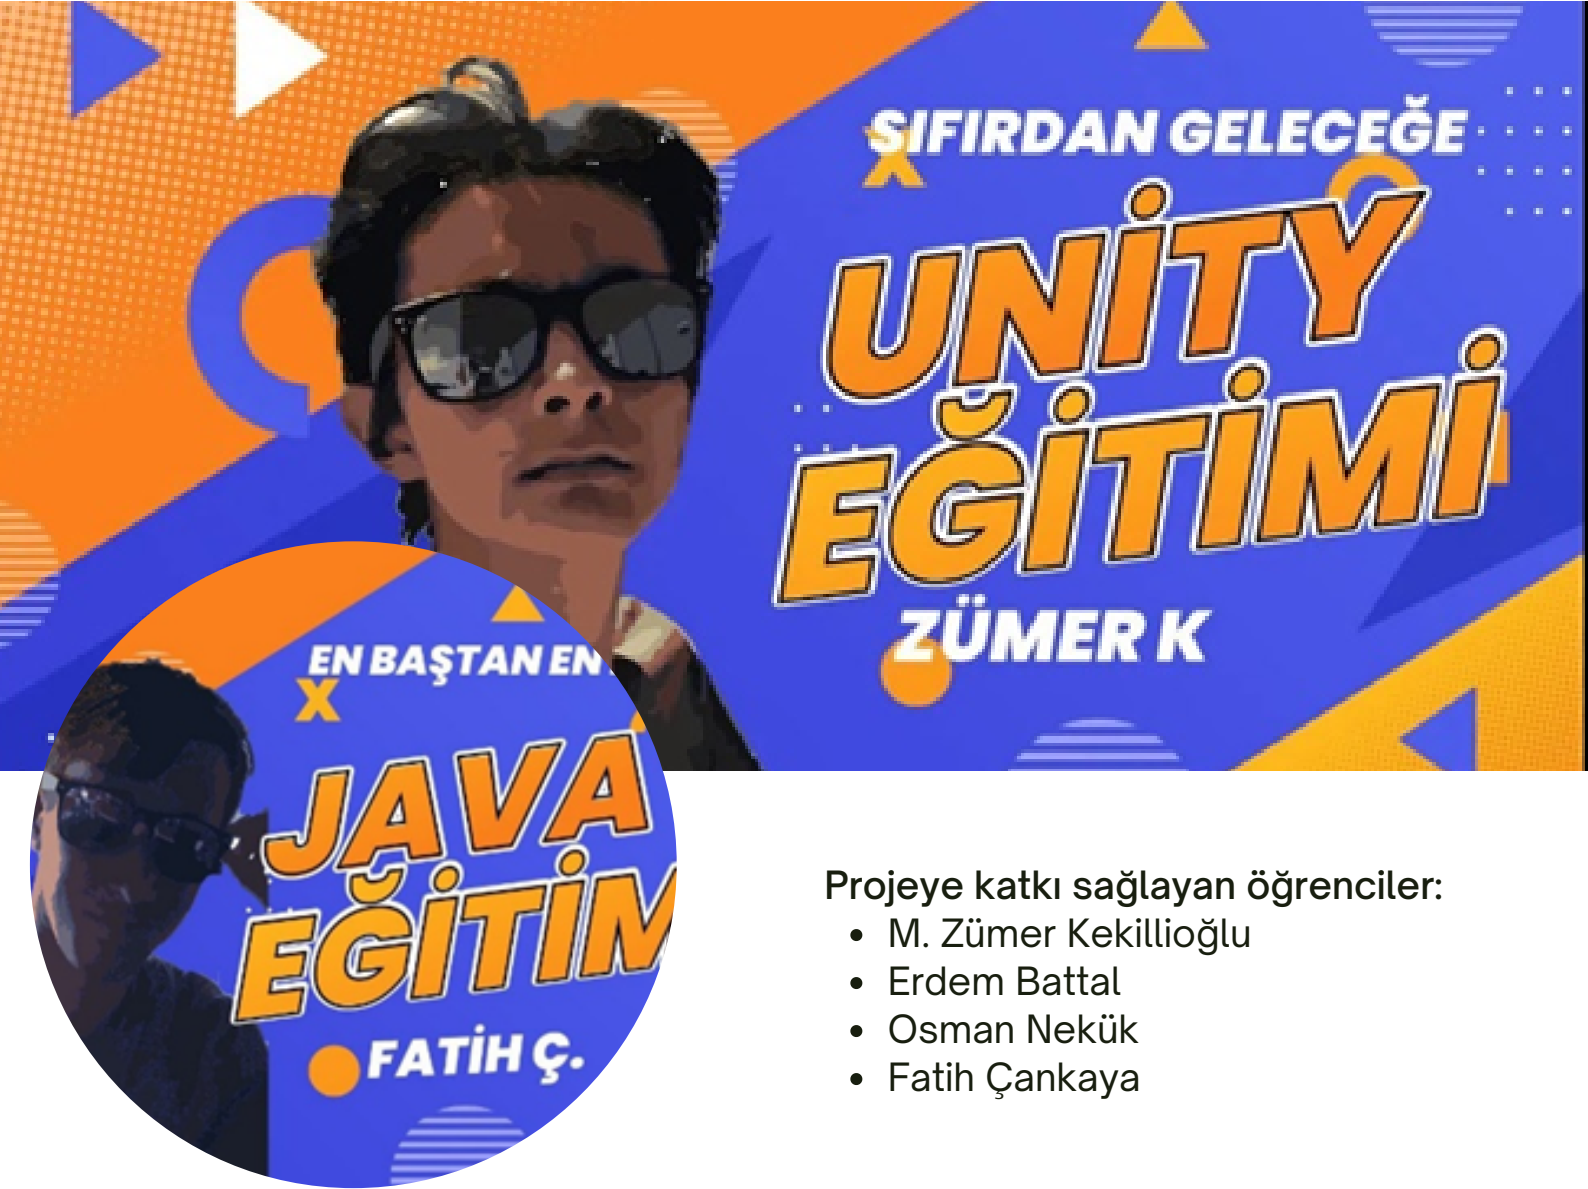 SIFIRDAN GELECEĞE
UNİTY
EĞİTİMİ
ZÜMER K
EN BAŞTAN EN
JAVA
EĞİTİM
FATİH Ç.
Projeye katkı sağlayan öğrenciler:
• M. Zümer Kekillioğlu
• Erdem Battal
• Osman Nekük
• Fatih Çankaya